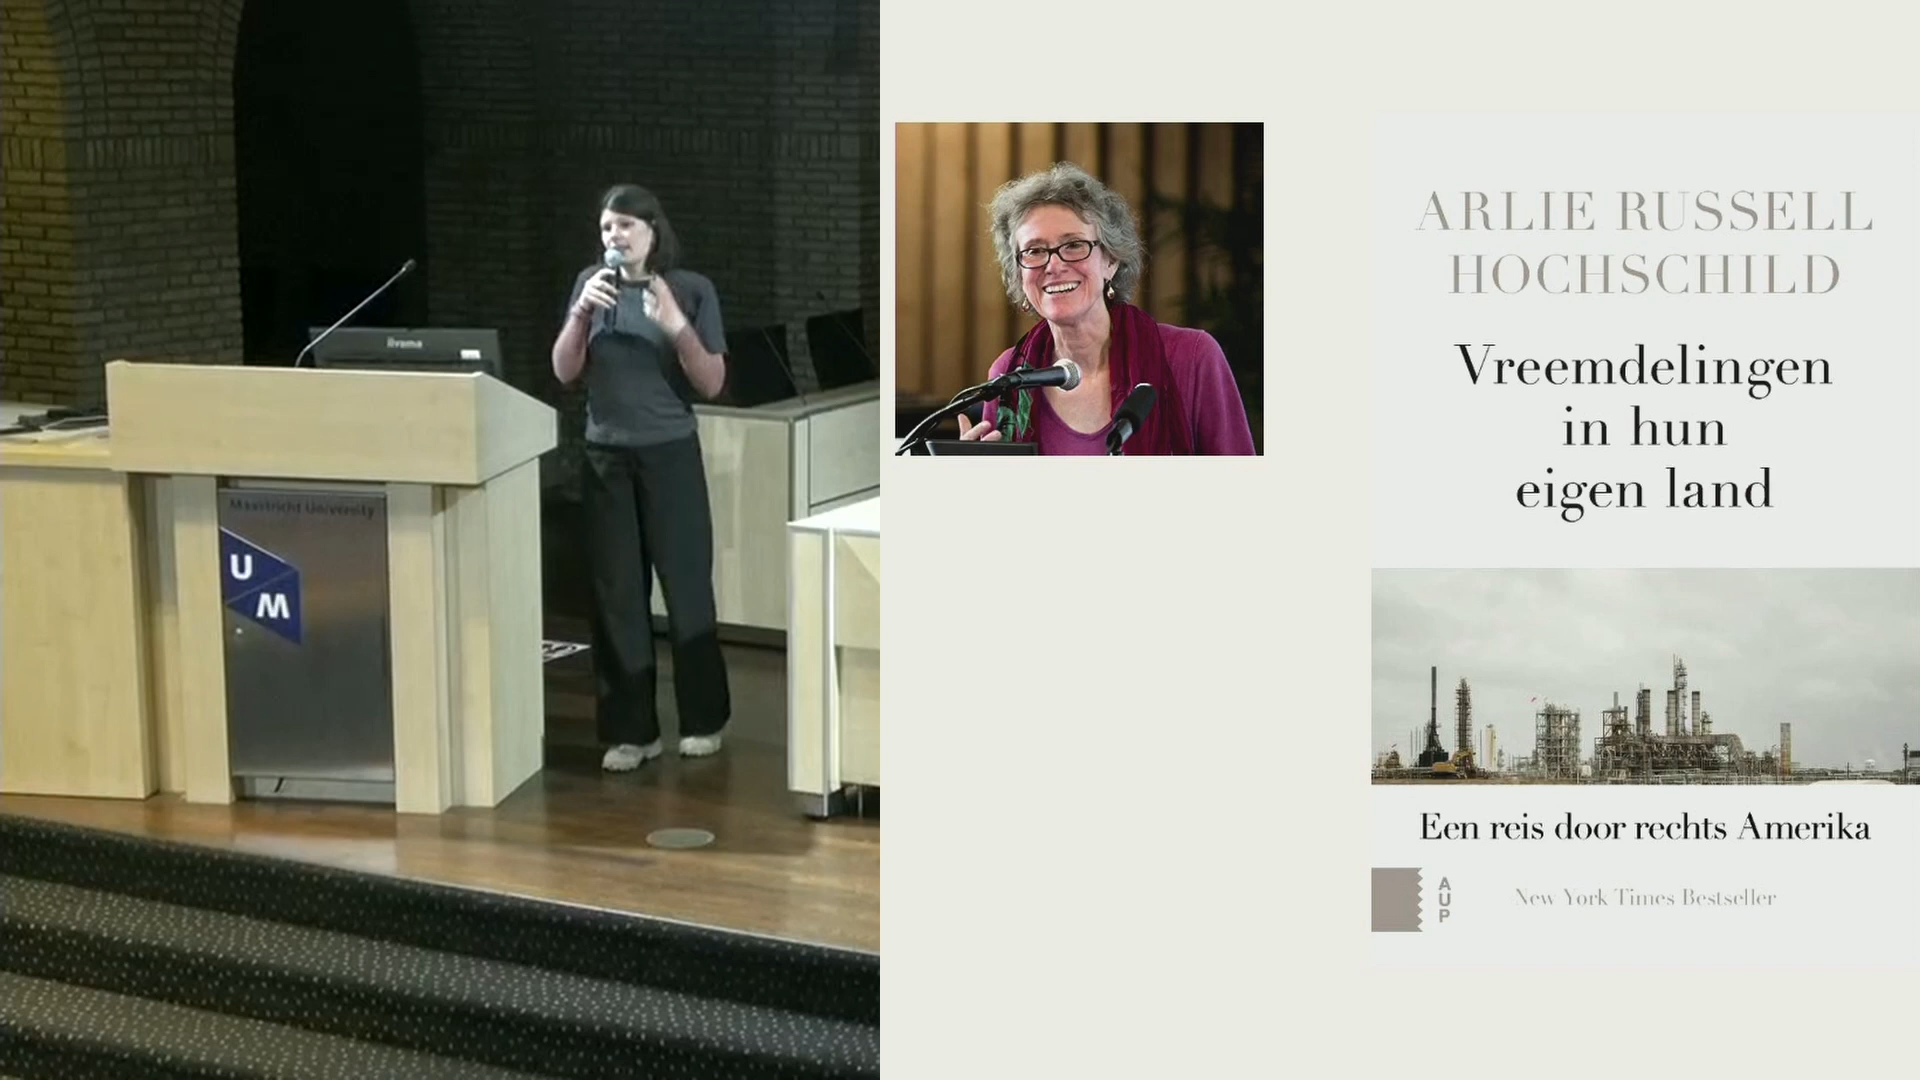 iiyama
Maastricht University
U
M
ARLIE RUSSELL
HOCHSCHILD
Vreemdelingen
in hun
eigen land
Een reis door rechts Amerika
AUP
New York Times Bestseller